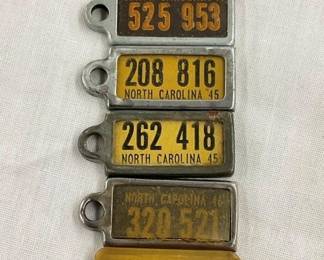 525 953
208 816
NORTH CAROLINA 45
262 418
NORTH CAROLINA 45
NORTH CAROLINA 46
320 521